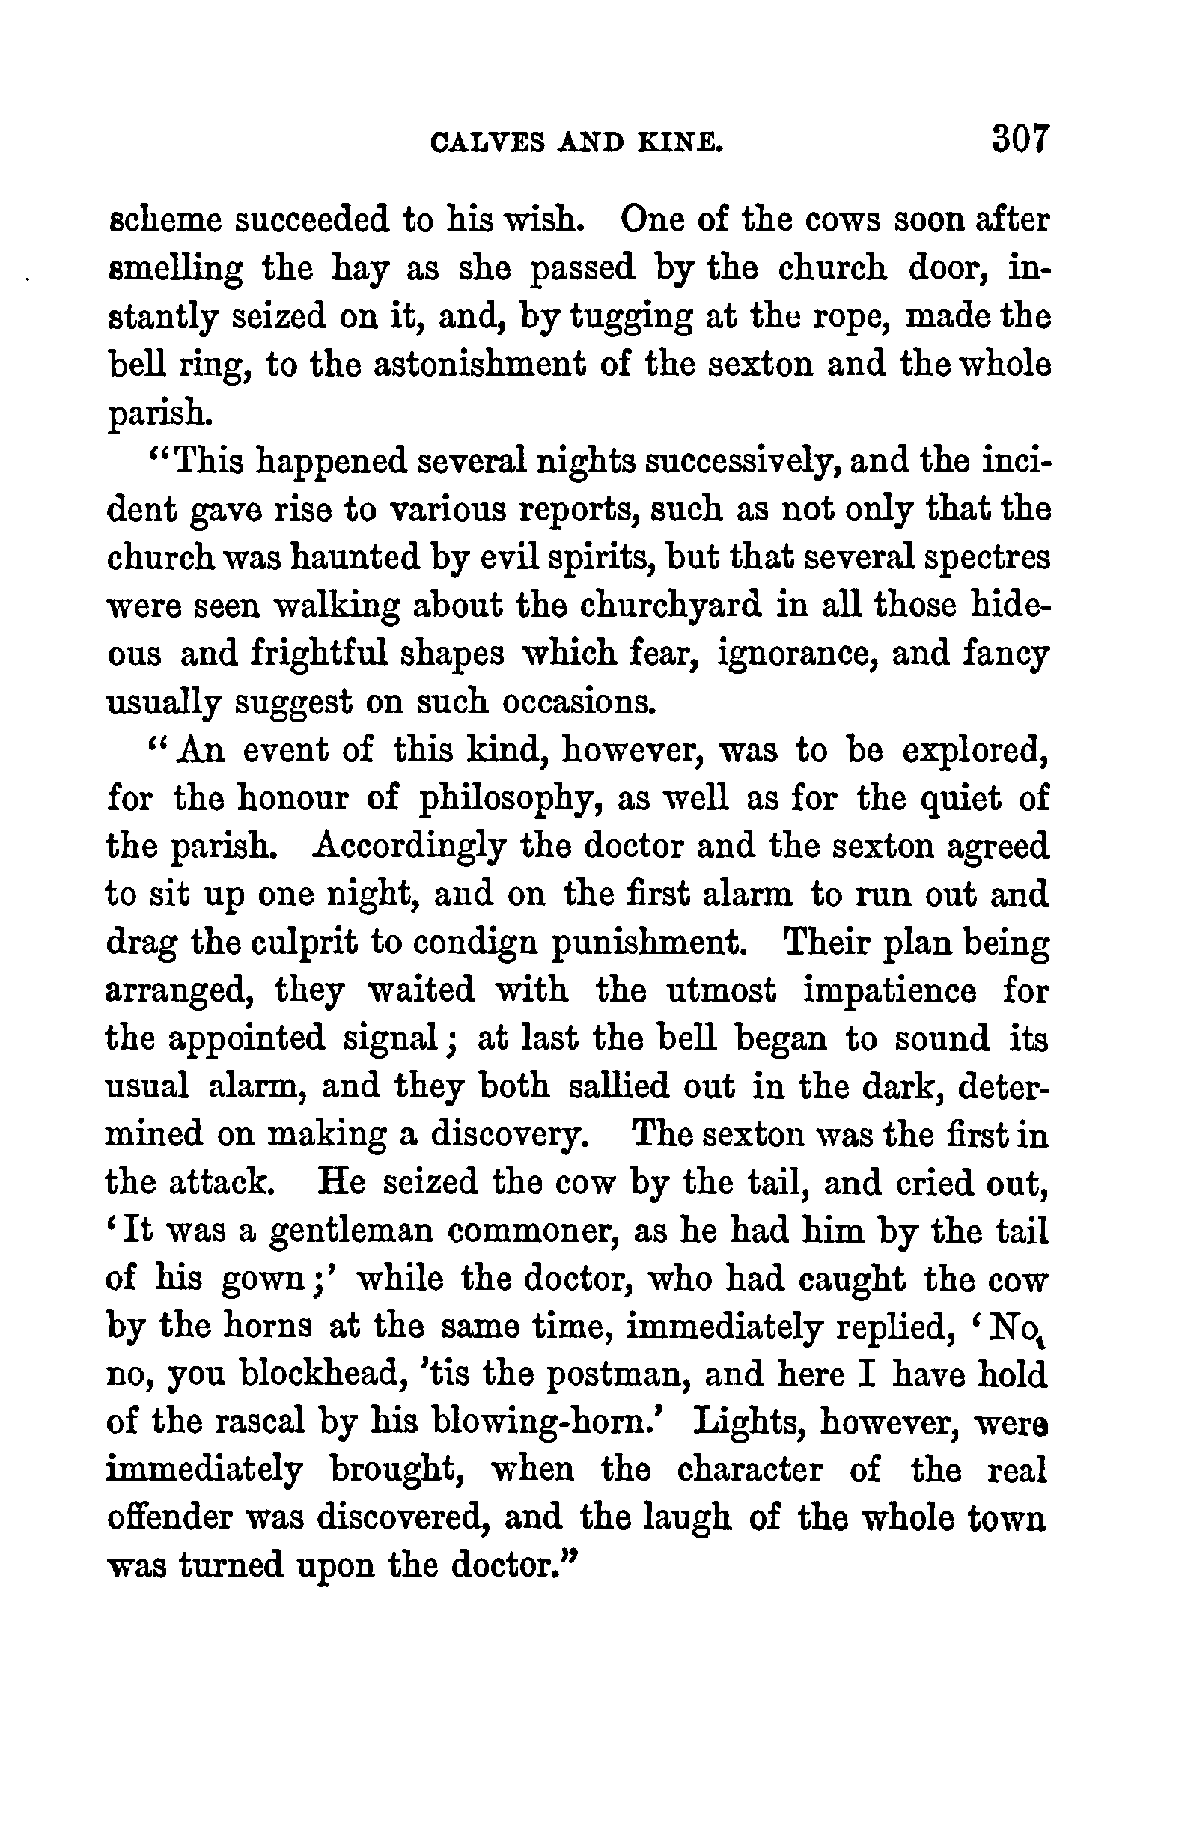 CALVES AND KINE. 307
scheme succeeded to his wish. One of the cows soon after
smelling the hay as she passed by the church door, in-
stantly seized on it, and, by tugging at the rope, made the
bell ring, to the astonishment of the sexton and the whole
parish.
“This happened several nights successively, and the inci-
dent gave rise to various reports, such as not only that the
church was haunted by evil spirits, but that several spectres
were seen walking about the churchyard in all those hide-
ous and frightful shapes which fear, ignorance, and fancy
usually suggest on such occasions.
“An event of this kind, however, was to be explored,
for the honour of philosophy, as well as for the quiet of
the parish. Accordingly the doctor and the sexton agreed
to sit up one night, and on the first alarm to run out and
drag the culprit to condign punishment. Their plan being
arranged, they waited with the utmost impatience for
the appointed signal; at last the bell began to sound its
usual alarm, and they both sallied out in the dark, deter-
mined on making a discovery. The sexton was the first in
the attack. He seized the cow by the tail, and cried out,
‘It was a gentleman commoner, as he had him by the tail
of his gown;’ while the doctor, who had caught the cow
by the horns at the same time, immediately replied, ‘No,
no, you blockhead, ’tis the postman, and here I have hold
of the rascal by his blowing-horn.’ Lights, however, were
immediately brought, when the character of the real
offender was discovered, and the laugh of the whole town
was turned upon the doctor.”